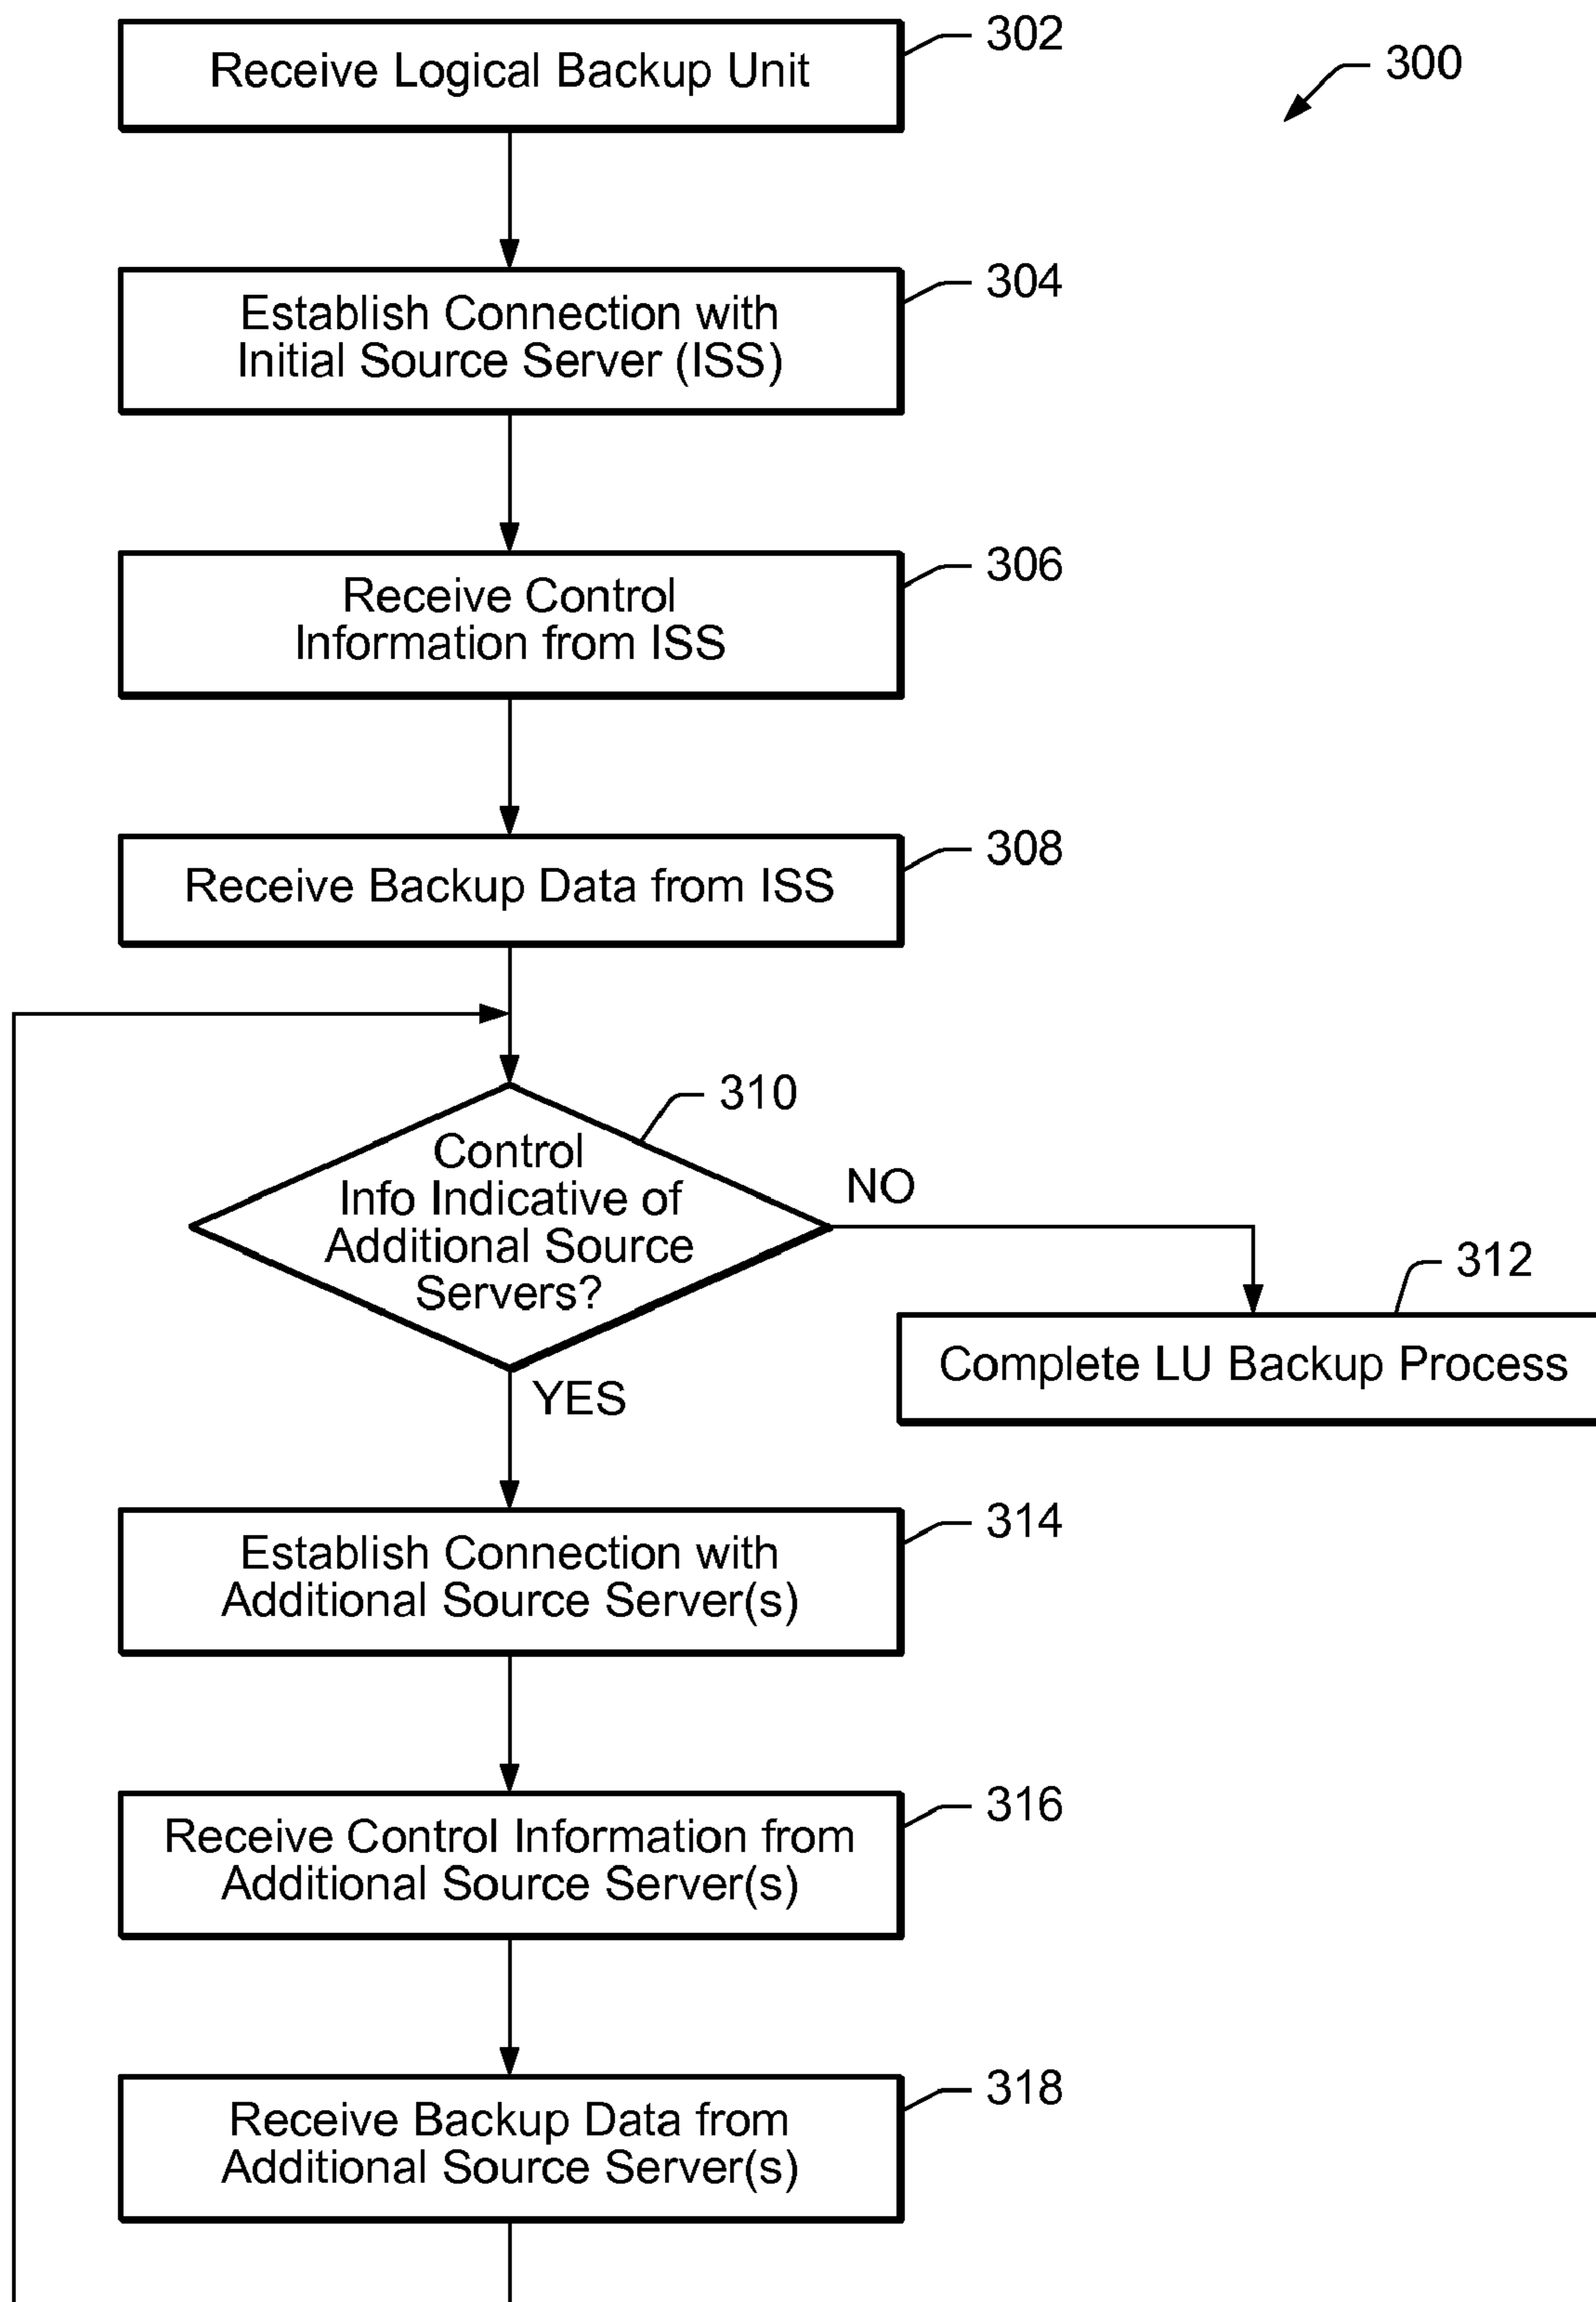 Receive Logical Backup Unit
302
300
Establish Connection with
Initial Source Server (ISS)
304
Receive Control
Information from ISS
306
Receive Backup Data from ISS
308
Control
Info Indicative of
Additional Source
Servers?
310
NO
YES
312
Complete LU Backup Process
Establish Connection with
Additional Source Server(s)
314
Receive Control Information from
Additional Source Server(s)
316
Receive Backup Data from
Additional Source Server(s)
318